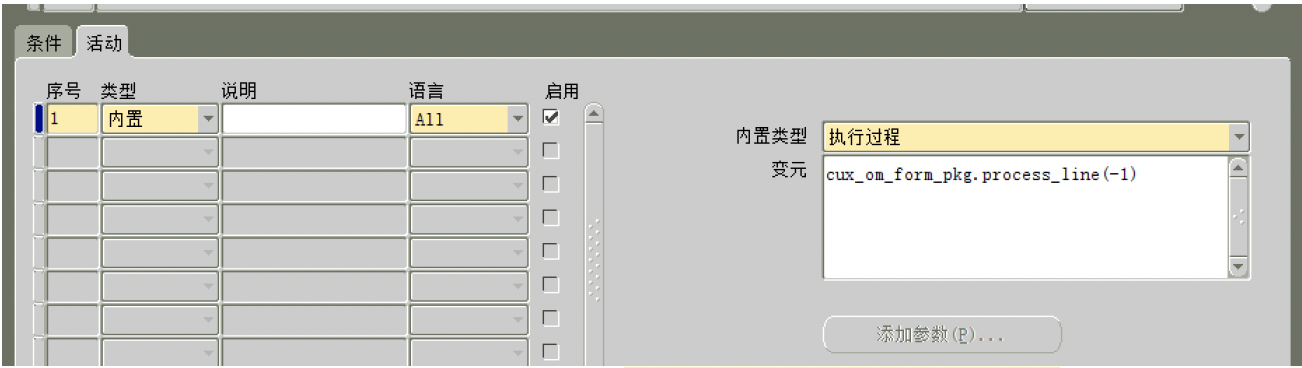 条件 活动
序号 类型 说明 语言 启用
1 内置 All
内置类型 执行过程
变元 cux_om_form_pkg.process_line(-1)
添加参数(P)...